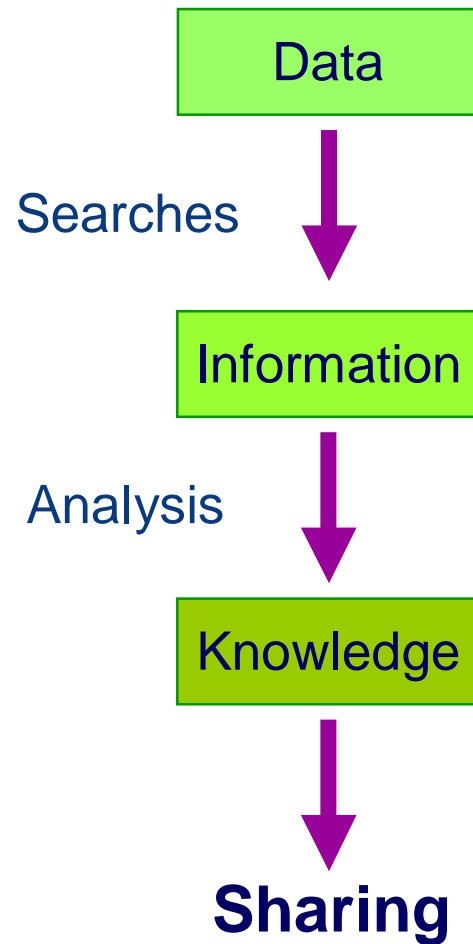 Data
Searches
Information
Analysis
Knowledge
Sharing